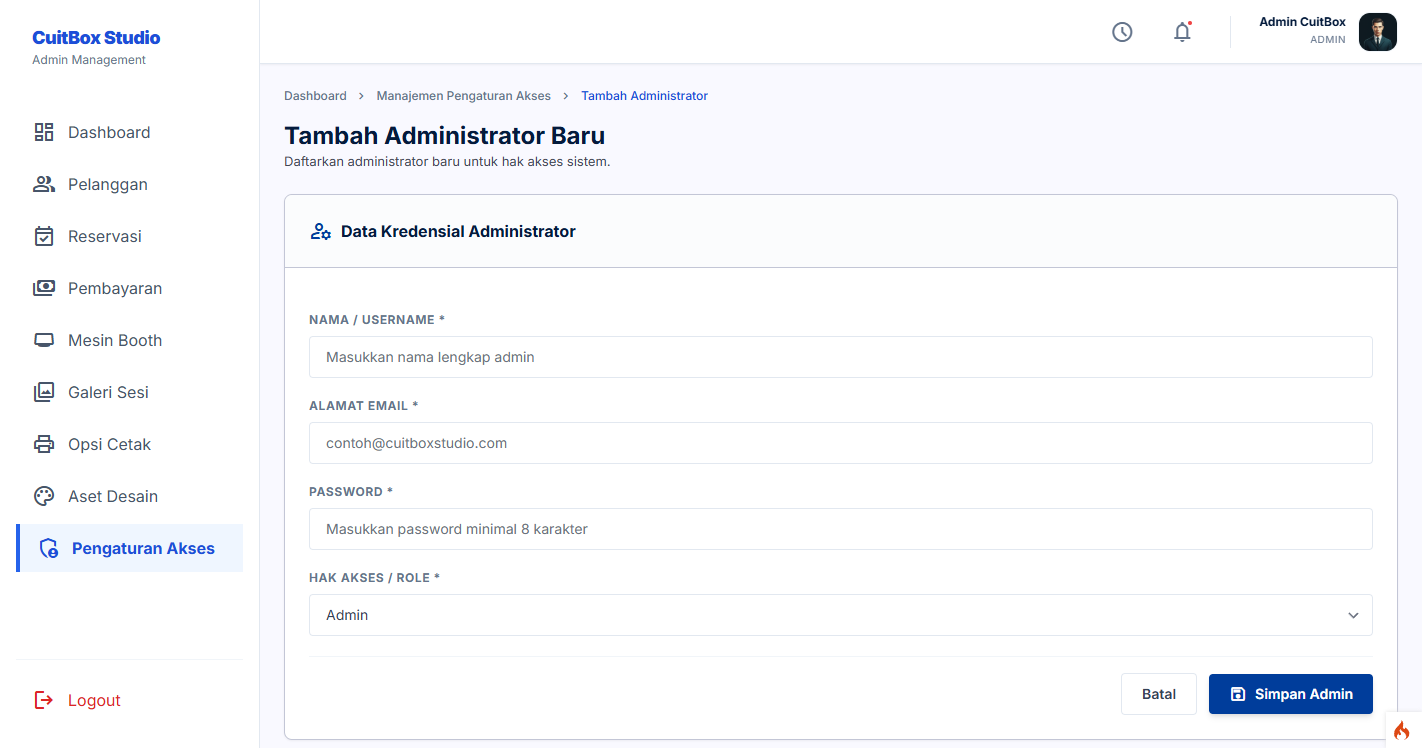 CuitBox Studio
Admin Management
Dashboard
Pelanggan
Reservasi
Pembayaran
Mesin Booth
Galeri Sesi
Opsi Cetak
Aset Desain
Pengaturan Akses
Logout
Admin CuitBox
ADMIN
Dashboard > Manajemen Pengaturan Akses > Tambah Administrator
Tambah Administrator Baru
Daftarkan administrator baru untuk hak akses sistem.
Data Kredensial Administrator
NAMA / USERNAME *
Masukkan nama lengkap admin
ALAMAT EMAIL *
contoh@cuitboxstudio.com
PASSWORD *
Masukkan password minimal 8 karakter
HAK AKSES / ROLE *
Admin
Batal
Simpan Admin